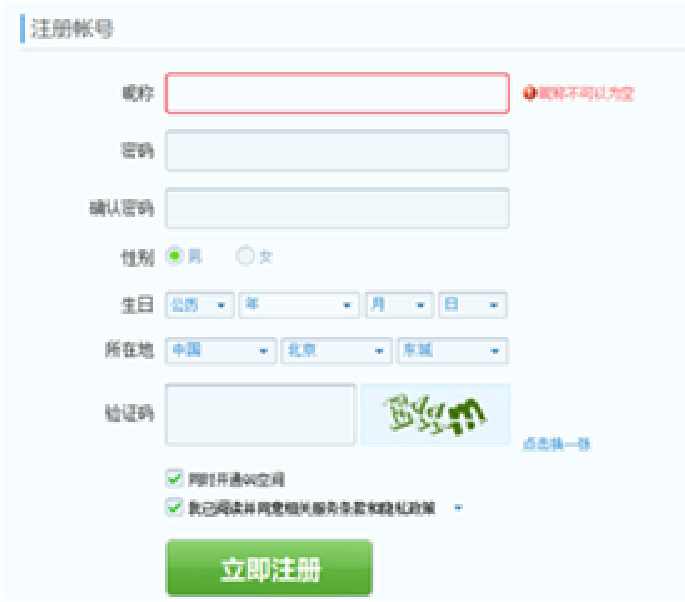 注册帐号
昵称 昵称不可以为空
密码
确认密码
性别 男 女
生日 公历 年 月 日
所在地 中国 北京 东城
验证码
点击换一张
同时开通QQ空间
我已阅读并同意相关服务条款和隐私政策
立即注册